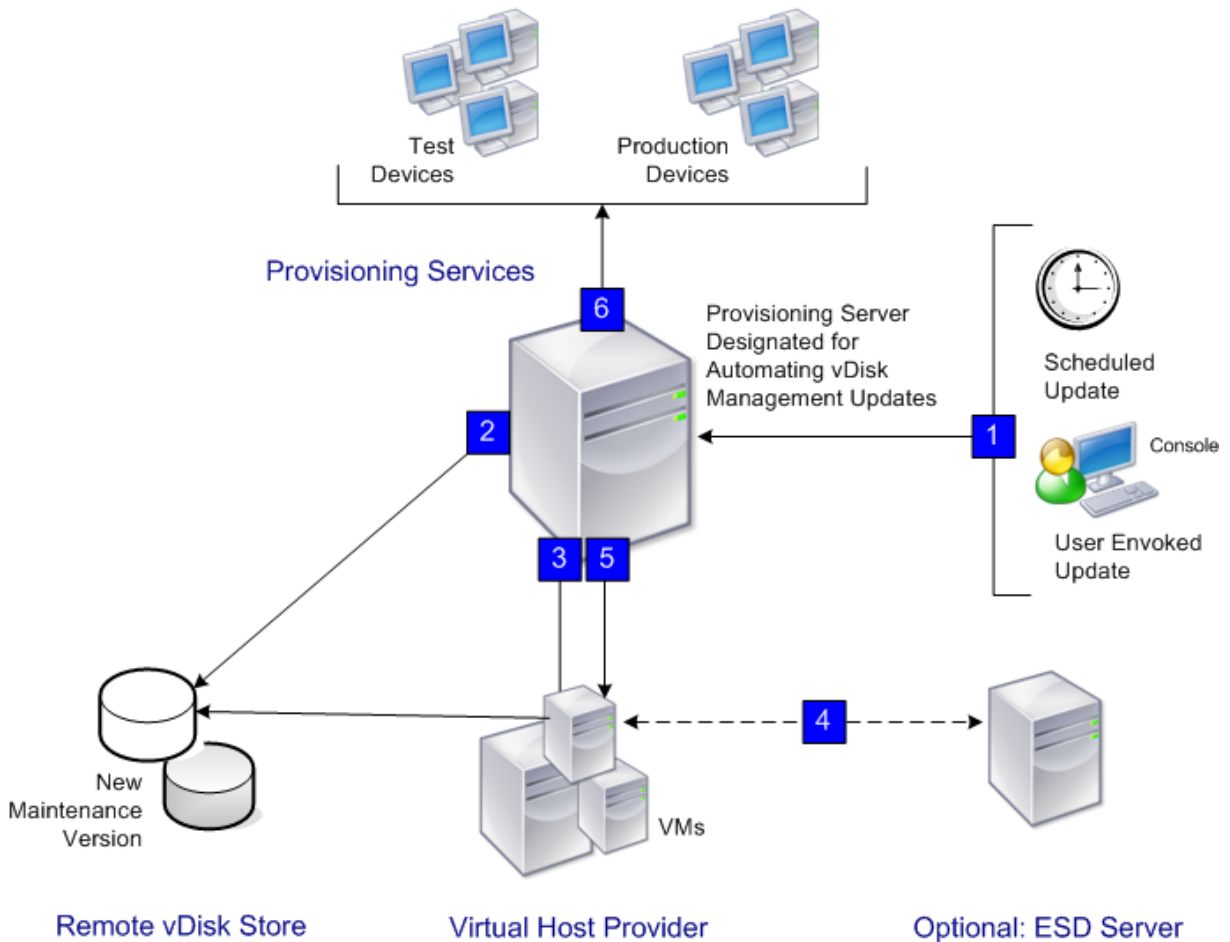 Test
Devices
Production
Devices
Provisioning Services
6
Provisioning Server
Designated for
Automating vDisk
Management Updates
Scheduled
Update
2
1
Console
User Envoked
Update
3
5
4
New
Maintenance
Version
VMs
Remote vDisk Store
Virtual Host Provider
Optional: ESD Server